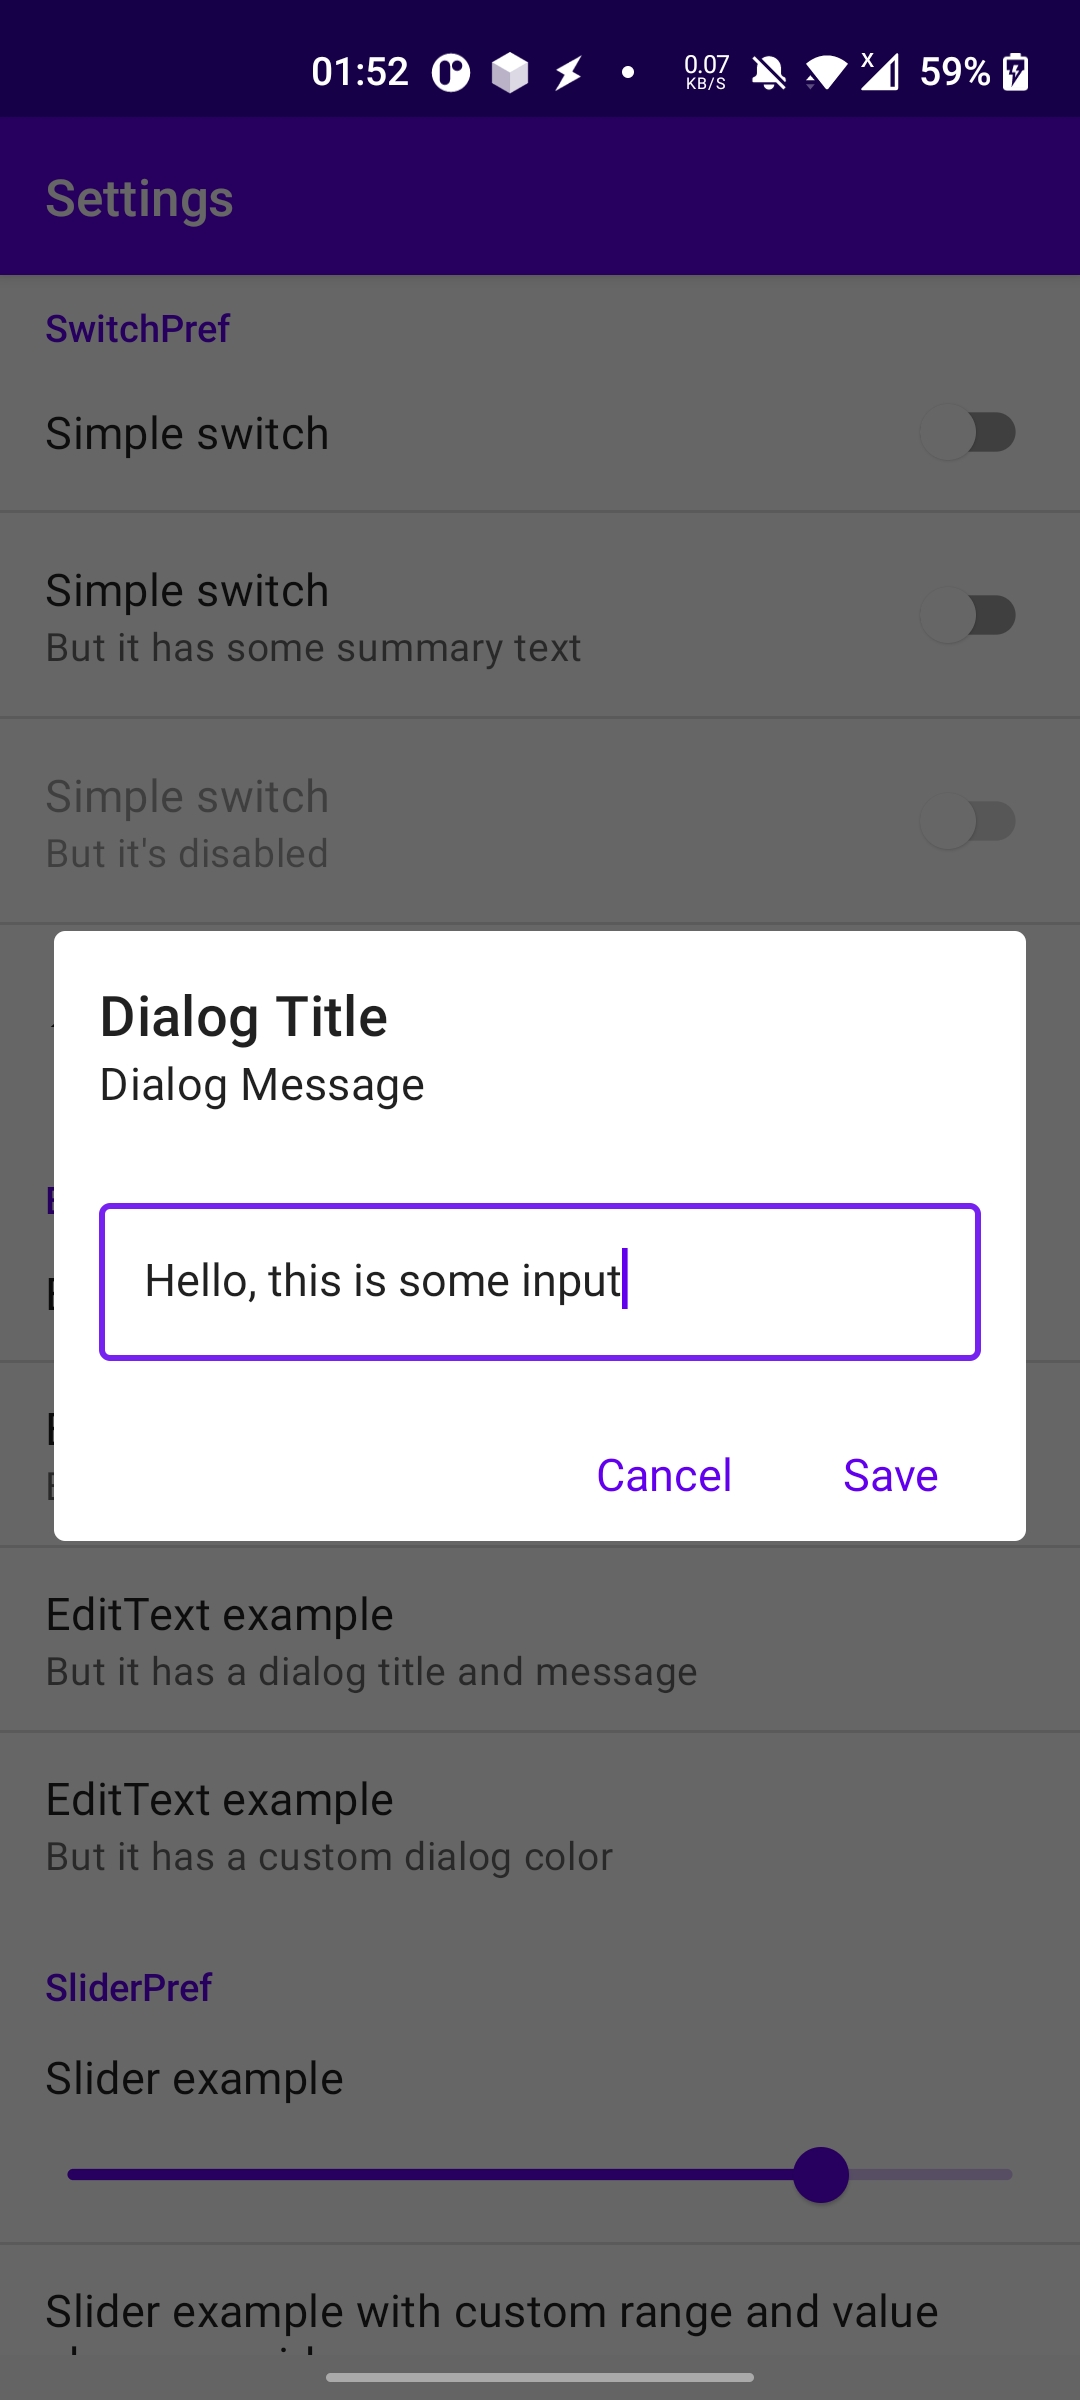 01:52
0.07
KB/S
X
59%
Settings
SwitchPref
Simple switch
Simple switch
But it has some summary text
Simple switch
But it's disabled
Dialog Title
Dialog Message
Hello, this is some input
Cancel
Save
EditText example
But it has a dialog title and message
EditText example
But it has a custom dialog color
SliderPref
Slider example
Slider example with custom range and value